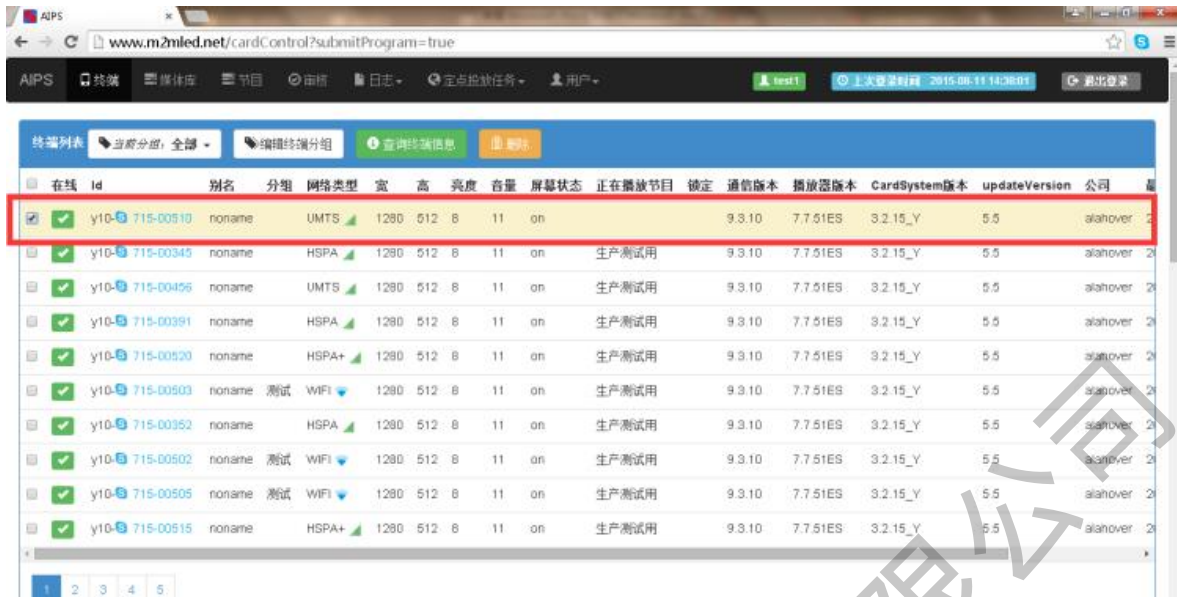 AIPS
www.m2mled.net/cardControl?submitProgram=true
AIPS 终端 媒体库 节目 审核 日志 定点投放任务 用户 test1 上次登录时间 2015-08-11 14:38:01 退出登录
终端列表 当前分组：全部 编辑终端分组 查询终端信息 删除
在线 Id 别名 分组 网络类型 宽 高 亮度 音量 屏幕状态 正在播放节目 锁定 通信版本 播放器版本 CardSystem版本 updateVersion 公司
y10-715-00510 noname UMTS 1280 512 8 11 on 9.3.10 7.7.51ES 3.2.15_Y 5.5 alahover 2
y10-715-00345 noname HSPA 1280 512 8 11 on 生产测试用 9.3.10 7.7.51ES 3.2.15_Y 5.5 alahover 20
y10-715-00456 noname UMTS 1280 512 8 11 on 生产测试用 9.3.10 7.7.51ES 3.2.15_Y 5.5 alahover 20
y10-715-00391 noname HSPA 1280 512 8 11 on 生产测试用 9.3.10 7.7.51ES 3.2.15_Y 5.5 alahover 20
y10-715-00520 noname HSPA+ 1280 512 8 11 on 生产测试用 9.3.10 7.7.51ES 3.2.15_Y 5.5 alahover 20
y10-715-00503 noname 测试 WIFI 1280 512 8 11 on 生产测试用 9.3.10 7.7.51ES 3.2.15_Y 5.5 alahover 20
y10-715-00352 noname HSPA 1280 512 8 11 on 生产测试用 9.3.10 7.7.51ES 3.2.15_Y 5.5 alahover 20
y10-715-00502 noname 测试 WIFI 1280 512 8 11 on 生产测试用 9.3.10 7.7.51ES 3.2.15_Y 5.5 alahover 20
y10-715-00505 noname 测试 WIFI 1280 512 8 11 on 生产测试用 9.3.10 7.7.51ES 3.2.15_Y 5.5 alahover 20
y10-715-00515 noname HSPA+ 1280 512 8 11 on 生产测试用 9.3.10 7.7.51ES 3.2.15_Y 5.5 alahover 20
1 2 3 4 5
限公司